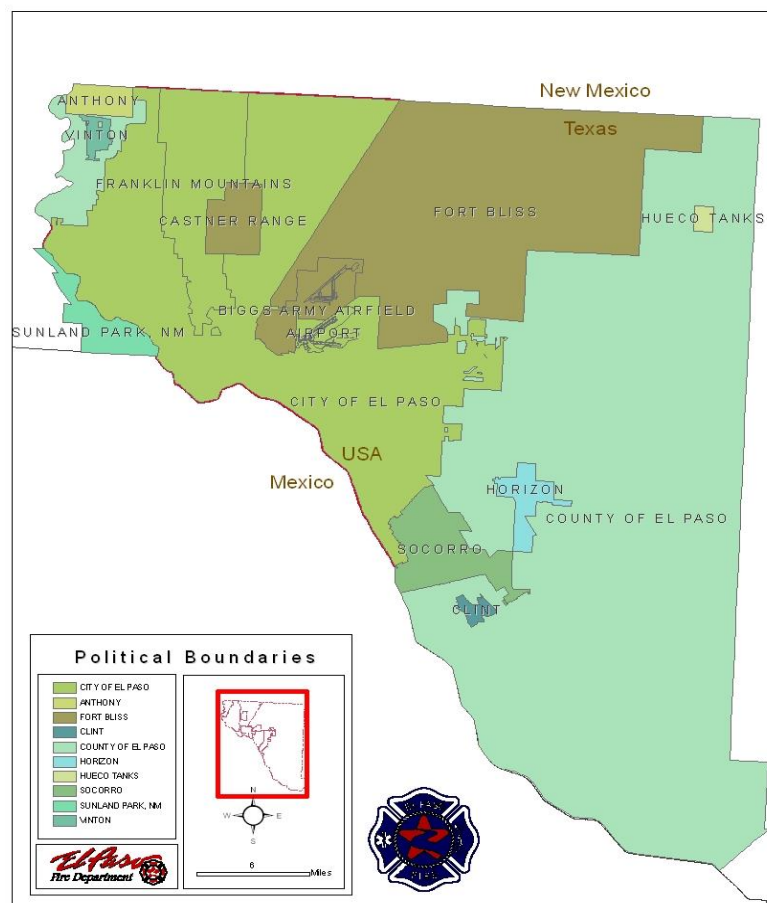 New Mexico
Texas
ANTHONY
VINTON
FRANKLIN MOUNTAINS
CASTNER RANGE
FORT BLISS
HUECO TANKS
BIGGS ARMY AIRFIELD
AIRPORT
SUNLAND PARK, NM
CITY OF EL PASO
USA
Mexico
HORIZON
COUNTY OF EL PASO
SOCORRO
CLINT
Political Boundaries
CITY OF EL PASO
ANTHONY
FORT BLISS
CLINT
COUNTY OF EL PASO
HORIZON
HUECO TANKS
SOCORRO
SUNLAND PARK, NM
VINTON
N
W E
S
6
Miles
El Paso
Fire Department
EL PASO
FIRE